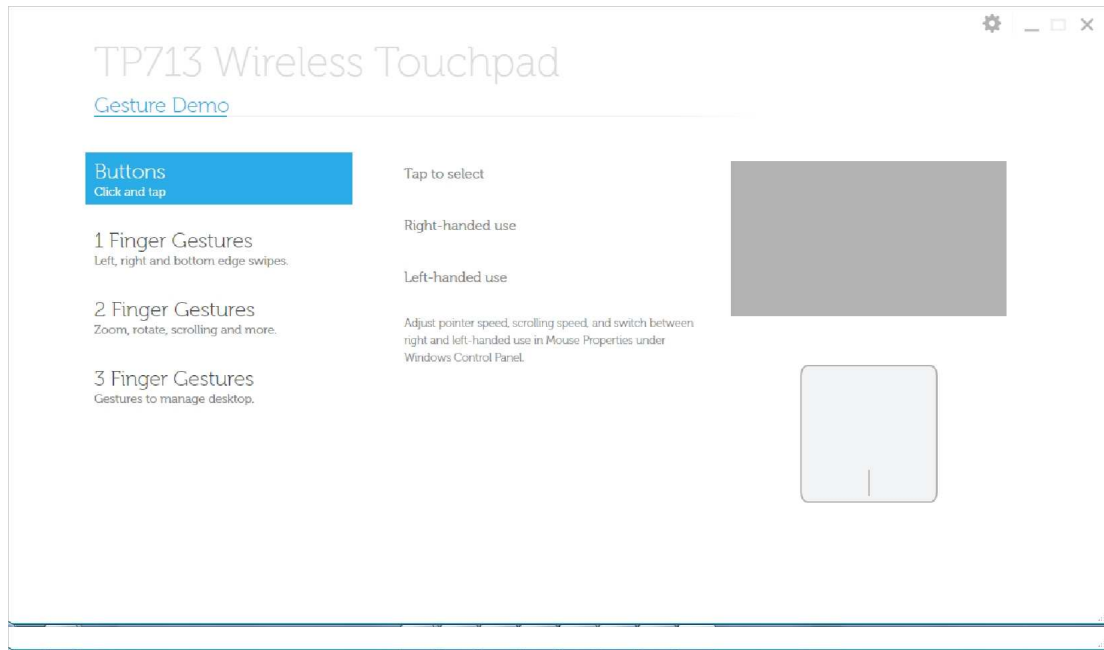 TP713 Wireless Touchpad
Gesture Demo
Buttons
Click and tap
1 Finger Gestures
Left, right and bottom edge swipes.
2 Finger Gestures
Zoom, rotate, scrolling and more.
3 Finger Gestures
Gestures to manage desktop.
Tap to select
Right-handed use
Left-handed use
Adjust pointer speed, scrolling speed, and switch between
right and left-handed use in Mouse Properties under
Windows Control Panel.